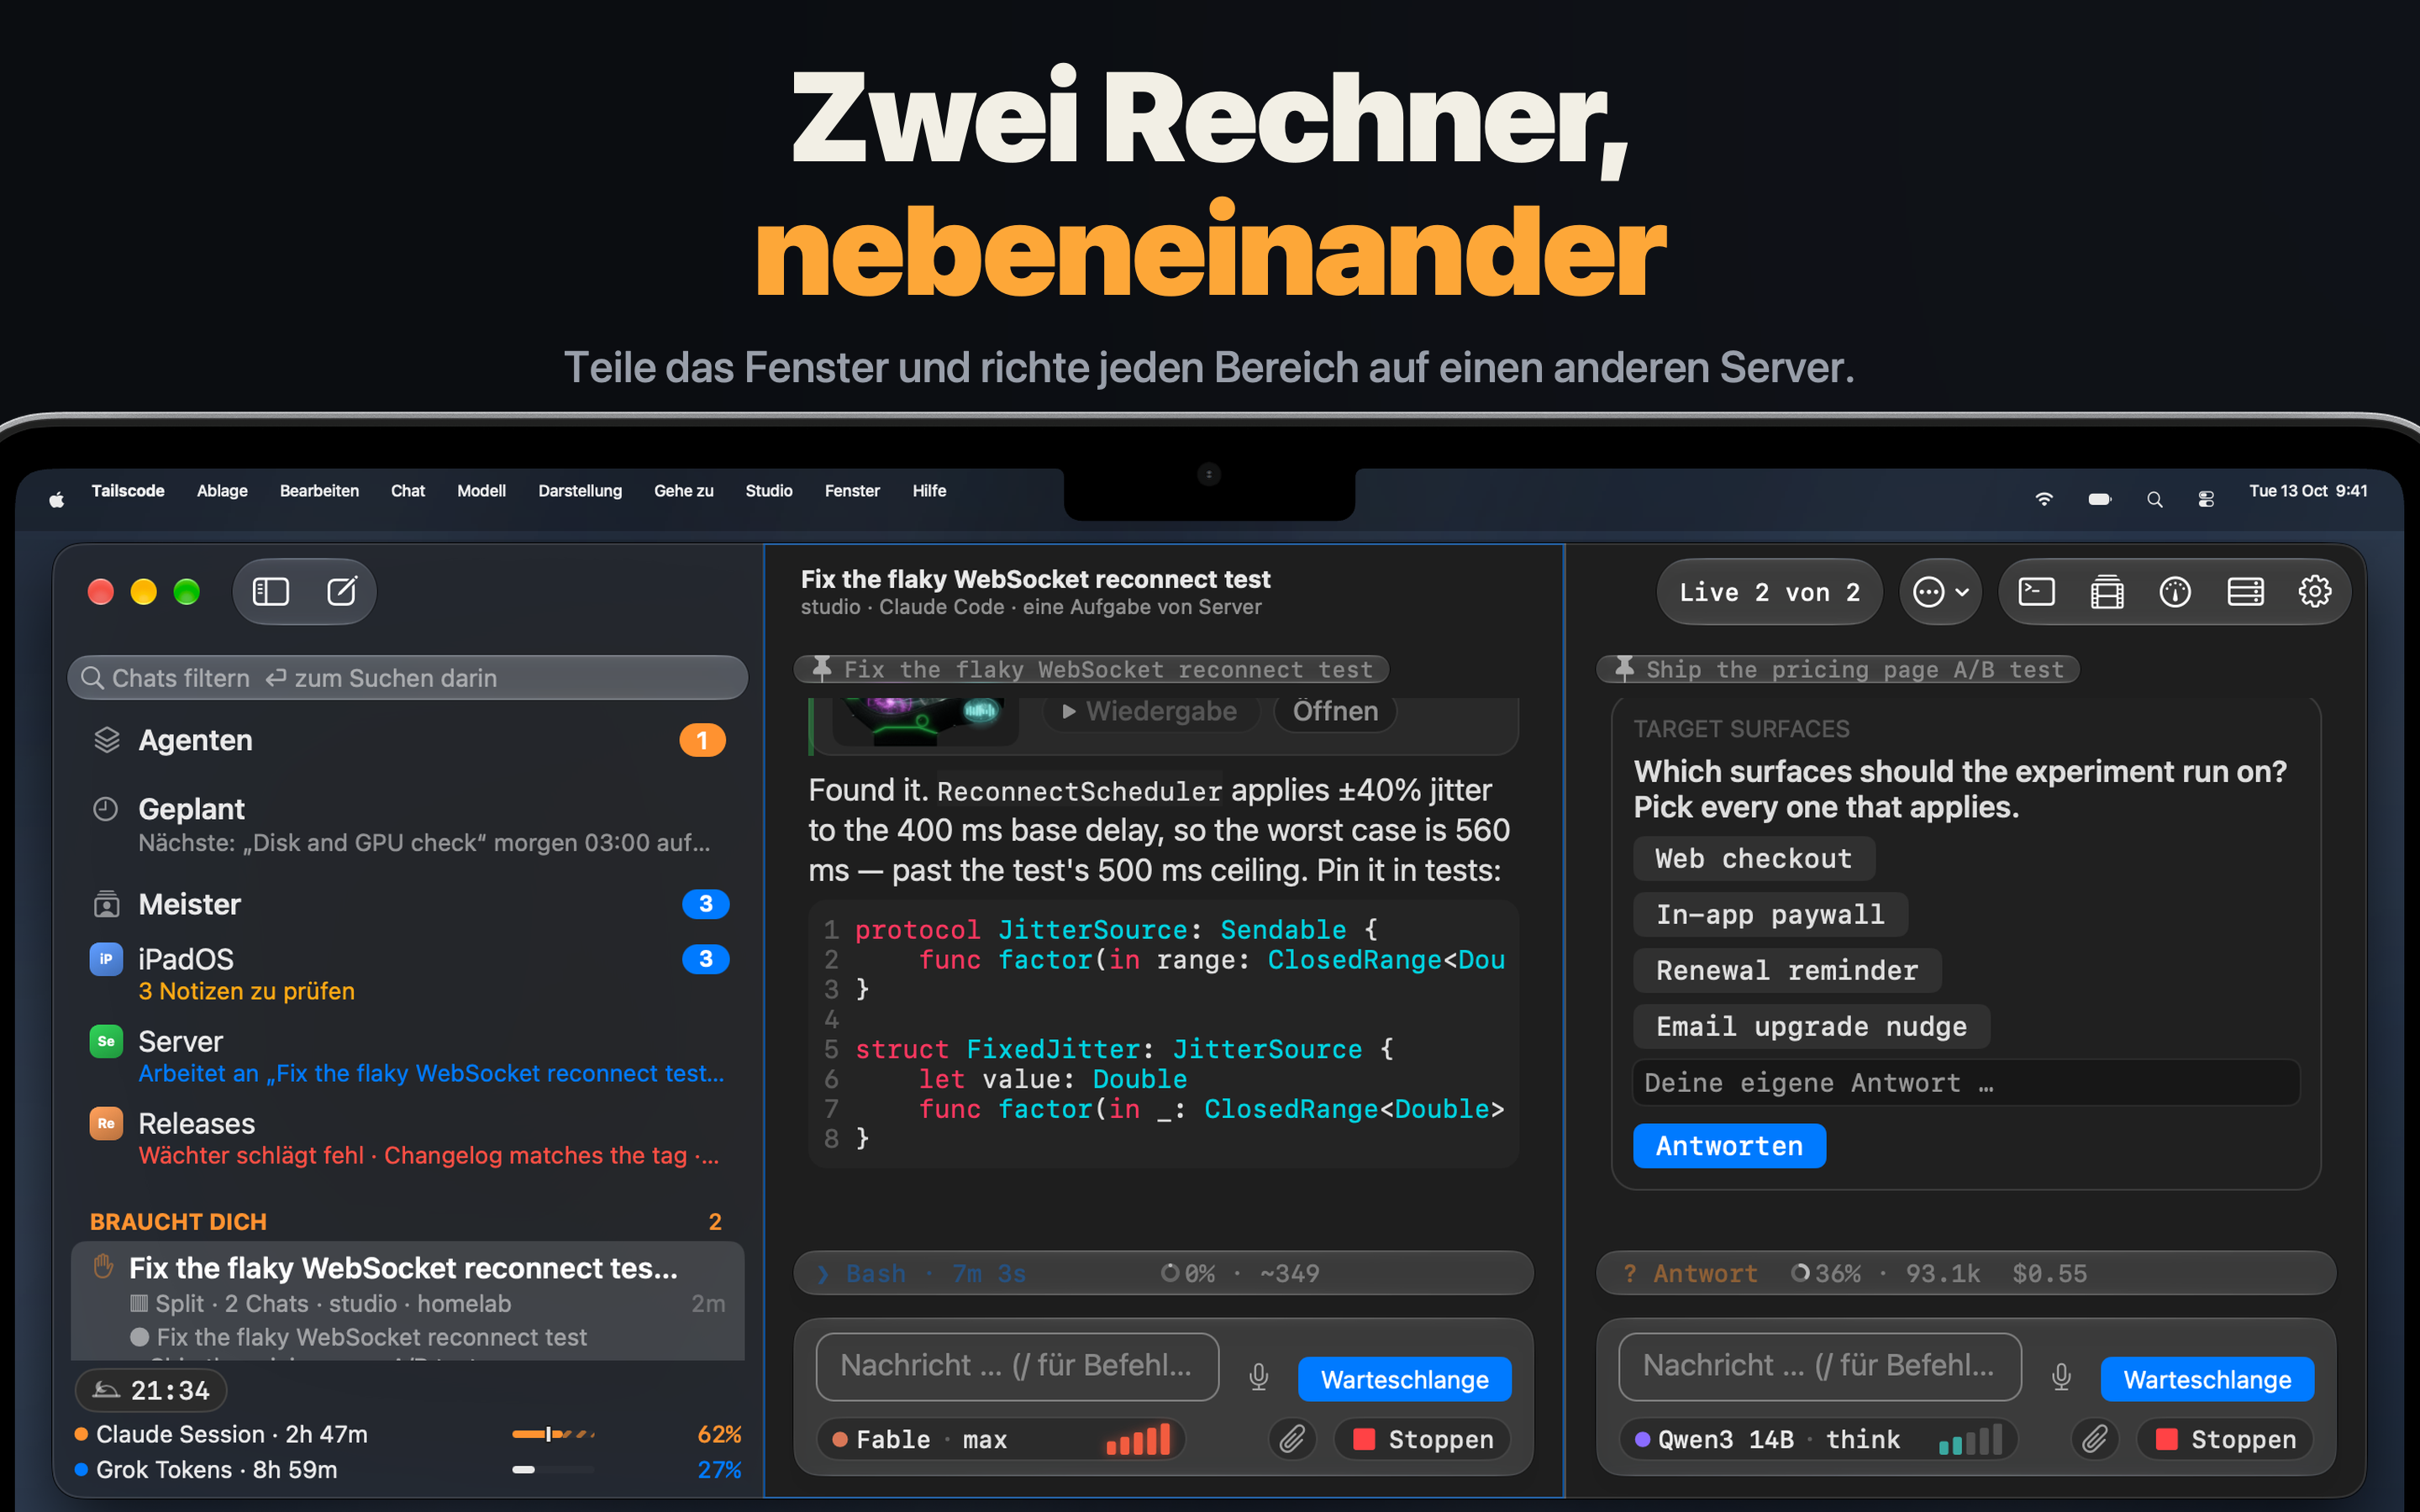 Zwei Rechner,
nebeneinander
Teile das Fenster und richte jeden Bereich auf einen anderen Server.
Tailscode Ablage Bearbeiten Chat Modell Darstellung Gehe zu Studio Fenster Hilfe
Tue 13 Oct 9:41
Chats filtern ⏎ zum Suchen darin
Agenten 1
Geplant
Nächste: „Disk and GPU check“ morgen 03:00 auf...
Meister 3
iP iPadOS 3
3 Notizen zu prüfen
Se Server
Arbeitet an „Fix the flaky WebSocket reconnect test...
Re Releases
Wächter schlägt fehl · Changelog matches the tag ·...
BRAUCHT DICH 2
Fix the flaky WebSocket reconnect tes...
Split · 2 Chats · studio · homelab 2m
Fix the flaky WebSocket reconnect test
21:34
Claude Session · 2h 47m 62%
Grok Tokens · 8h 59m 27%
Fix the flaky WebSocket reconnect test
studio · Claude Code · eine Aufgabe von Server
Fix the flaky WebSocket reconnect test
Wiedergabe Öffnen
Found it. ReconnectScheduler applies ±40% jitter
to the 400 ms base delay, so the worst case is 560
ms — past the test's 500 ms ceiling. Pin it in tests:
1 protocol JitterSource: Sendable {
2 func factor(in range: ClosedRange<Dou
3 }
4
5 struct FixedJitter: JitterSource {
6 let value: Double
7 func factor(in _: ClosedRange<Double>
8 }
❯ Bash · 7m 3s 0% · ~349
Nachricht … (/ für Befehl...
Warteschlange
Fable · max
Stoppen
Live 2 von 2
Ship the pricing page A/B test
TARGET SURFACES
Which surfaces should the experiment run on?
Pick every one that applies.
Web checkout
In-app paywall
Renewal reminder
Email upgrade nudge
Deine eigene Antwort …
Antworten
? Antwort 36% · 93.1k $0.55
Nachricht … (/ für Befehl...
Warteschlange
Qwen3 14B · think
Stoppen